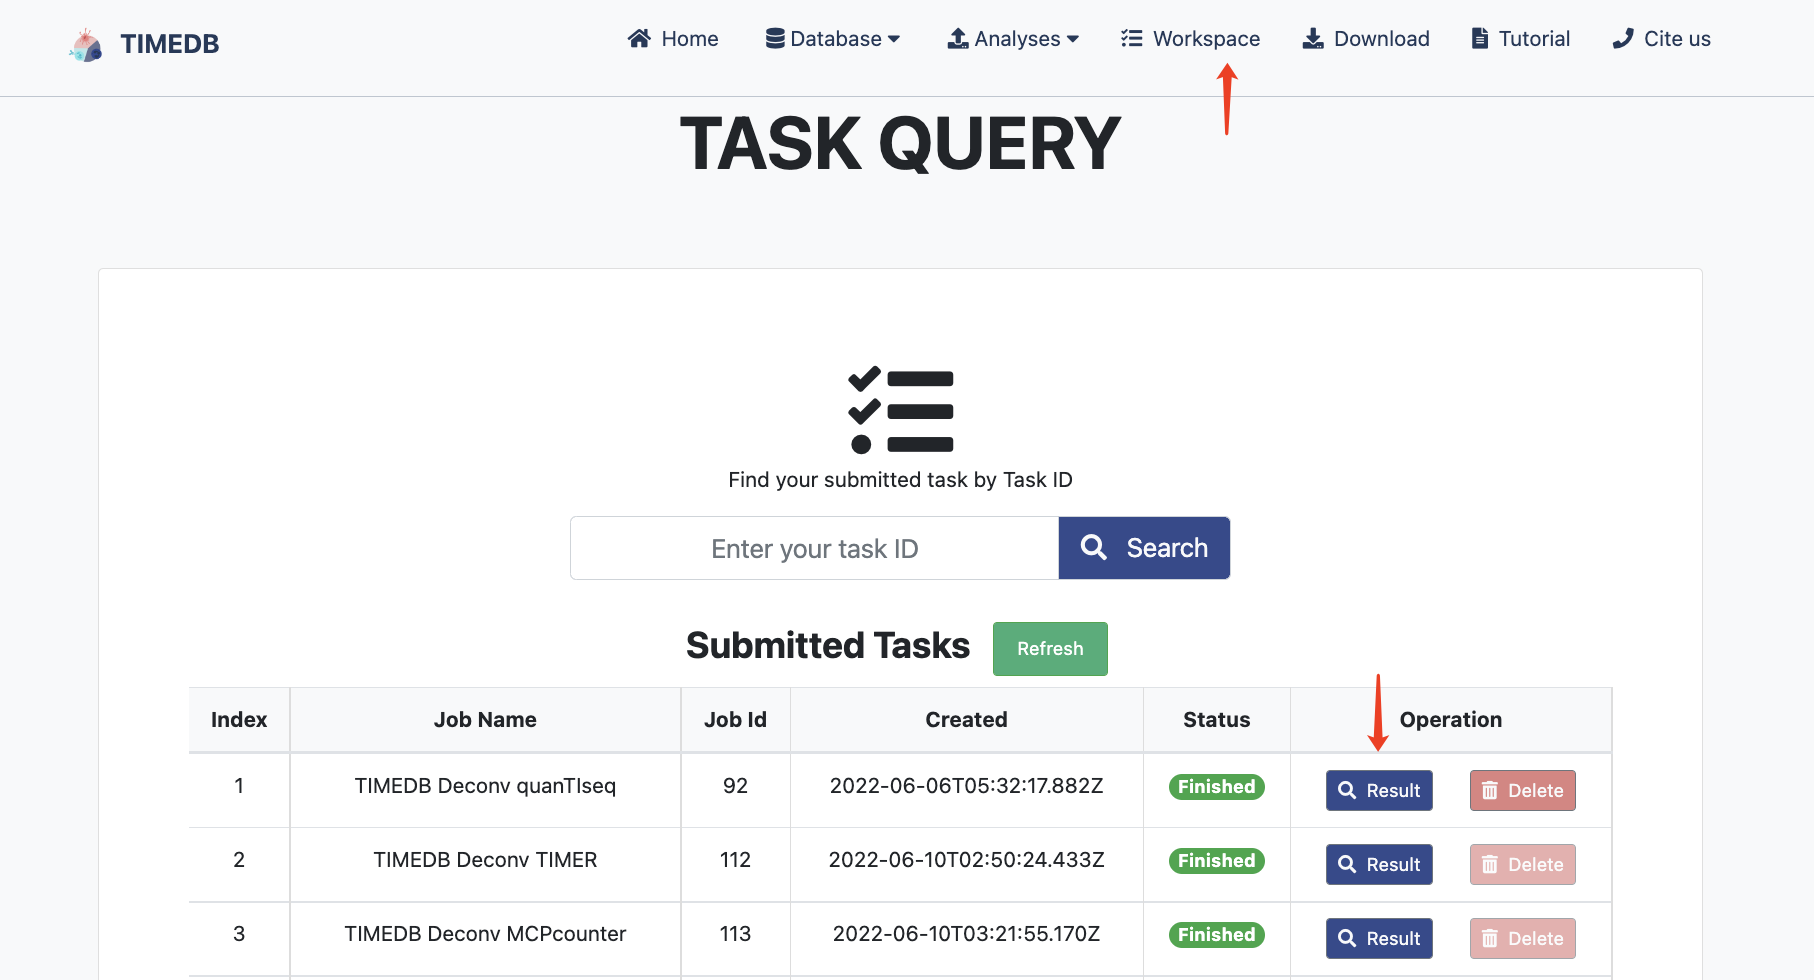 TIMEDB Home Database Analyses Workspace Download Tutorial Cite us
TASK QUERY
Find your submitted task by Task ID
Enter your task ID Search
Submitted Tasks Refresh
Index Job Name Job Id Created Status Operation
1 TIMEDB Deconv quanTIseq 92 2022-06-06T05:32:17.882Z Finished Result Delete
2 TIMEDB Deconv TIMER 112 2022-06-10T02:50:24.433Z Finished Result Delete
3 TIMEDB Deconv MCPcounter 113 2022-06-10T03:21:55.170Z Finished Result Delete